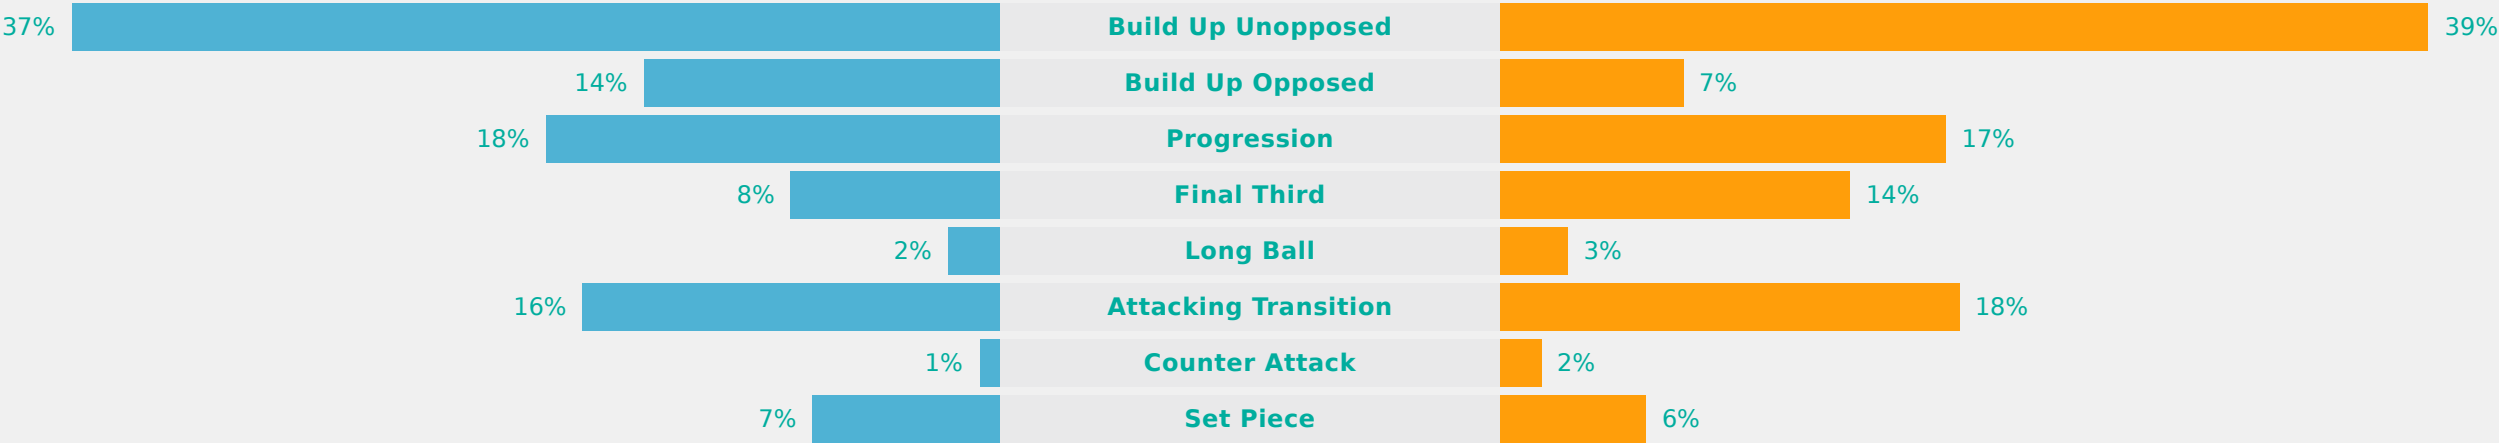 37% Build Up Unopposed 39%
14% Build Up Opposed 7%
18% Progression 17%
8% Final Third 14%
2% Long Ball 3%
16% Attacking Transition 18%
1% Counter Attack 2%
7% Set Piece 6%